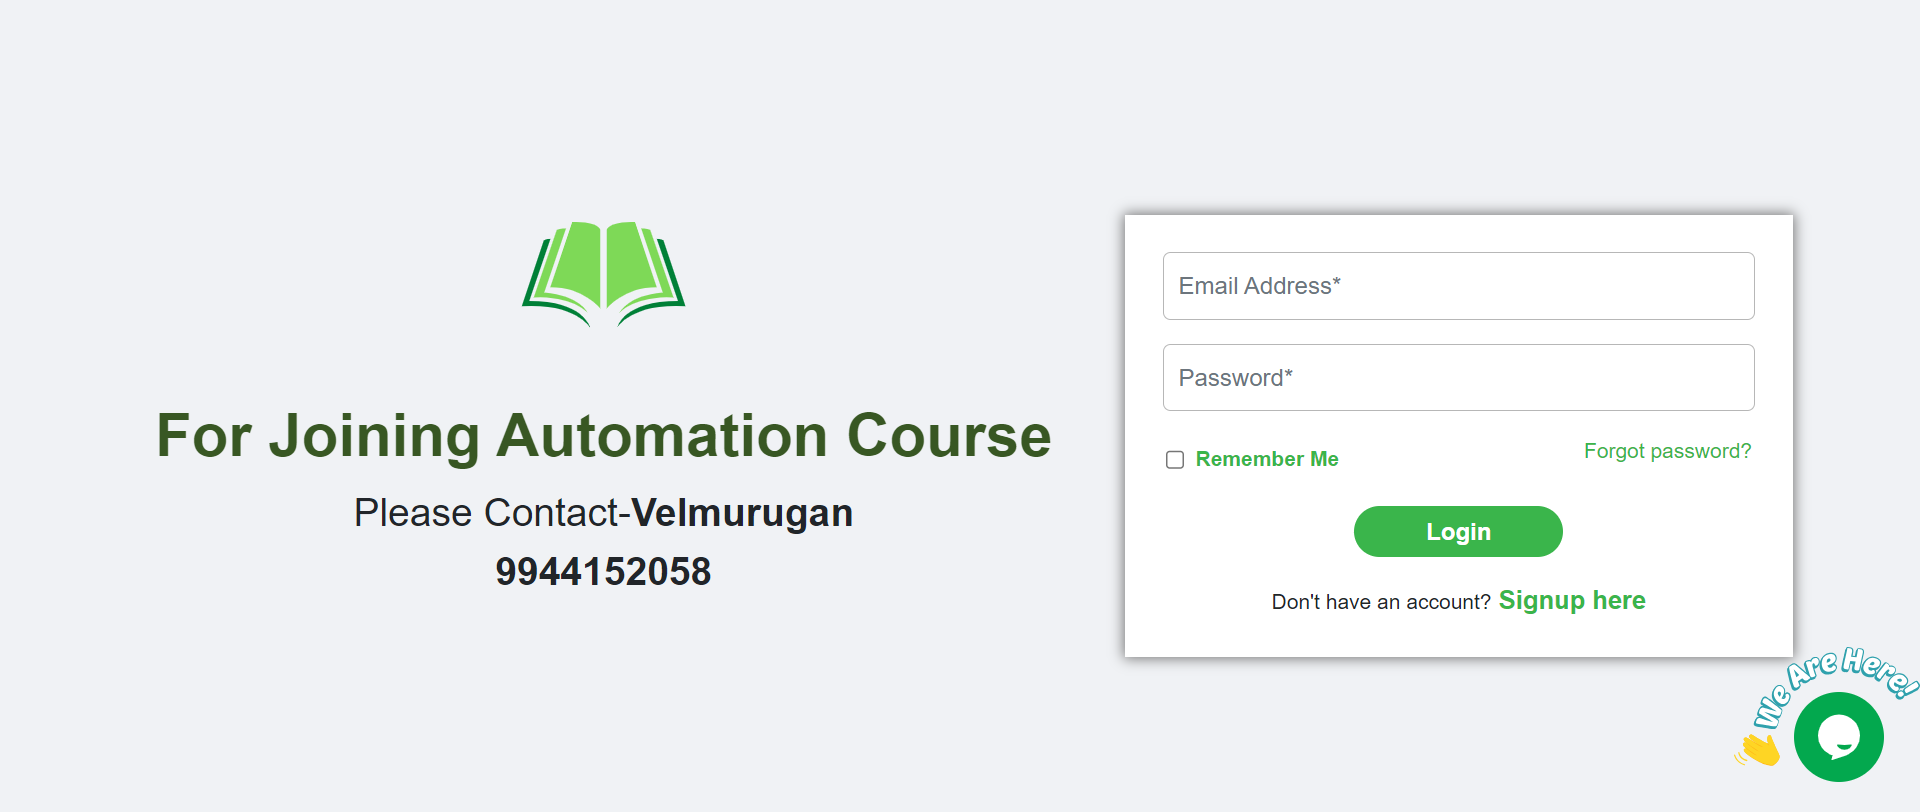 For Joining Automation Course
Please Contact-Velmurugan
9944152058
Email Address*
Password*
Remember Me
Forgot password?
Login
Don't have an account? Signup here
We Are Here!